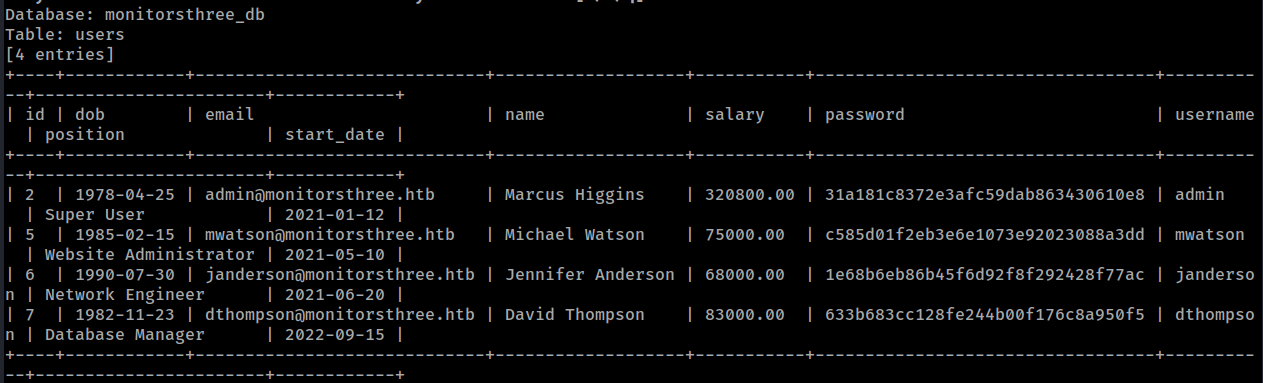 Database: monitorsthree_db
Table: users
[4 entries]
+----+------------+-----------------------------+-------------------+-----------+----------------------------------+---------
--+-----------------------+------------+
| id | dob        | email                       | name              | salary    | password                         | username
  | position              | start_date |
+----+------------+-----------------------------+-------------------+-----------+----------------------------------+---------
--+-----------------------+------------+
| 2  | 1978-04-25 | admin@monitorsthree.htb     | Marcus Higgins    | 320800.00 | 31a181c8372e3afc59dab863430610e8 | admin
  | Super User            | 2021-01-12 |
| 5  | 1985-02-15 | mwatson@monitorsthree.htb   | Michael Watson    | 75000.00  | c585d01f2eb3e6e1073e92023088a3dd | mwatson
  | Website Administrator | 2021-05-10 |
| 6  | 1990-07-30 | janderson@monitorsthree.htb | Jennifer Anderson | 68000.00  | 1e68b6eb86b45f6d92f8f292428f77ac | janderso
n | Network Engineer      | 2021-06-20 |
| 7  | 1982-11-23 | dthompson@monitorsthree.htb | David Thompson    | 83000.00  | 633b683cc128fe244b00f176c8a950f5 | dthompso
n | Database Manager      | 2022-09-15 |
+----+------------+-----------------------------+-------------------+-----------+----------------------------------+---------
--+-----------------------+------------+